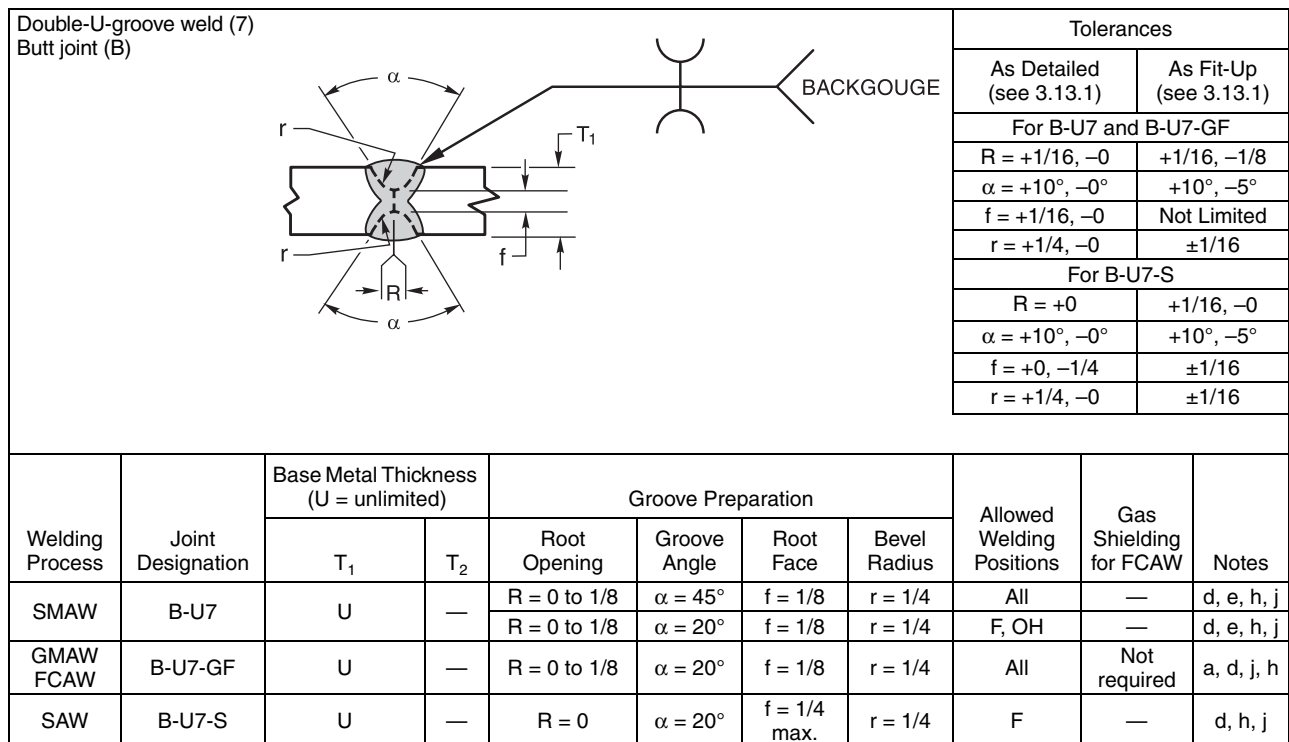 Double-U-groove weld (7)
Butt joint (B)
α
r
T₁
BACKGOUGE
r
f
R
α
Tolerances
As Detailed (see 3.13.1) As Fit-Up (see 3.13.1)
For B-U7 and B-U7-GF
R = +1/16, –0 +1/16, –1/8
α = +10°, –0° +10°, –5°
f = +1/16, –0 Not Limited
r = +1/4, –0 ±1/16
For B-U7-S
R = +0 +1/16, –0
α = +10°, –0° +10°, –5°
f = +0, –1/4 ±1/16
r = +1/4, –0 ±1/16
Welding Process Joint Designation Base Metal Thickness (U = unlimited) Groove Preparation Allowed Welding Positions Gas Shielding for FCAW Notes
T₁ T₂ Root Opening Groove Angle Root Face Bevel Radius
SMAW B-U7 U — R = 0 to 1/8 α = 45° f = 1/8 r = 1/4 All — d, e, h, j
R = 0 to 1/8 α = 20° f = 1/8 r = 1/4 F, OH — d, e, h, j
GMAW FCAW B-U7-GF U — R = 0 to 1/8 α = 20° f = 1/8 r = 1/4 All Not required a, d, j, h
SAW B-U7-S U — R = 0 α = 20° f = 1/4 max. r = 1/4 F — d, h, j